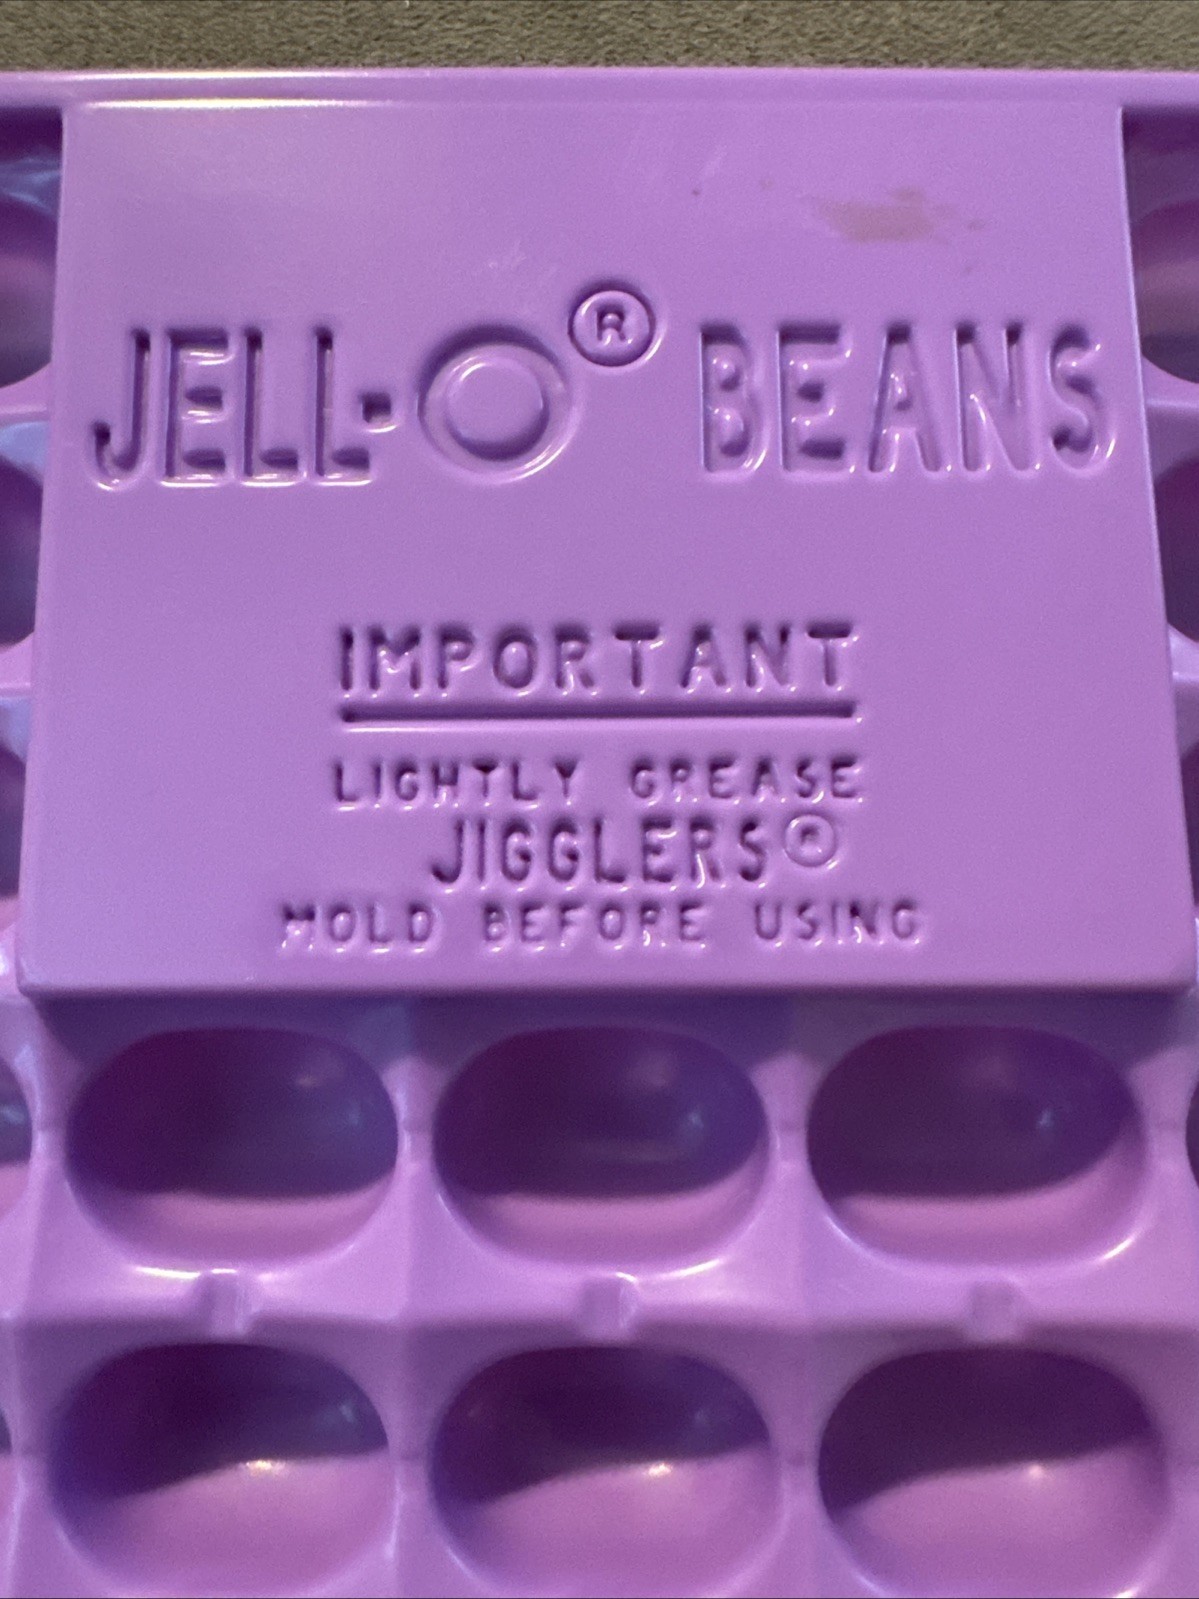 JELL-O® BEANS
IMPORTANT
LIGHTLY GREASE
JIGGLERS®
MOLD BEFORE USING